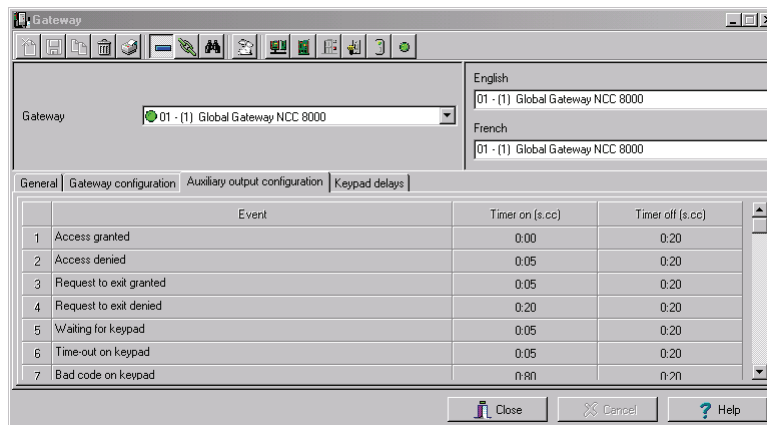 Gateway
English
01 - (1) Global Gateway NCC 8000
Gateway 01 - (1) Global Gateway NCC 8000
French
01 - (1) Global Gateway NCC 8000
General Gateway configuration Auxiliary output configuration Keypad delays
Event Timer on (s.cc) Timer off (s.cc)
1 Access granted 0:00 0:20
2 Access denied 0:05 0:20
3 Request to exit granted 0:05 0:20
4 Request to exit denied 0:20 0:20
5 Waiting for keypad 0:05 0:20
6 Time-out on keypad 0:05 0:20
7 Bad code on keypad 0:80 0:20
Close Cancel Help